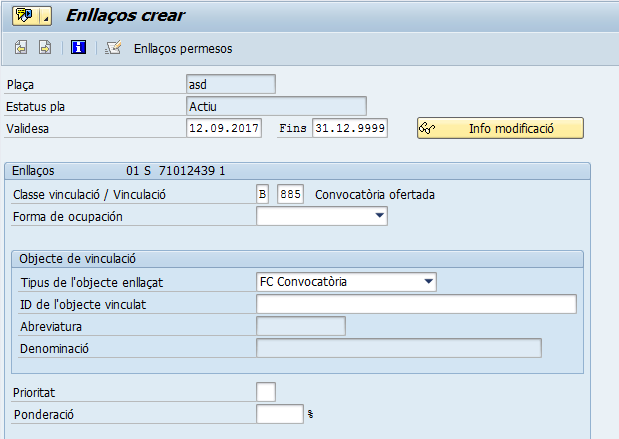 Enllaços crear
Enllaços permesos
Plaça asd
Estatus pla Actiu
Validesa 12.09.2017 Fins 31.12.9999 Info modificació
Enllaços 01 S 71012439 1
Classe vinculació / Vinculació B 885 Convocatòria ofertada
Forma de ocupación
Objecte de vinculació
Tipus de l'objecte enllaçat FC Convocatòria
ID de l'objecte vinculat
Abreviatura
Denominació
Prioritat
Ponderació %